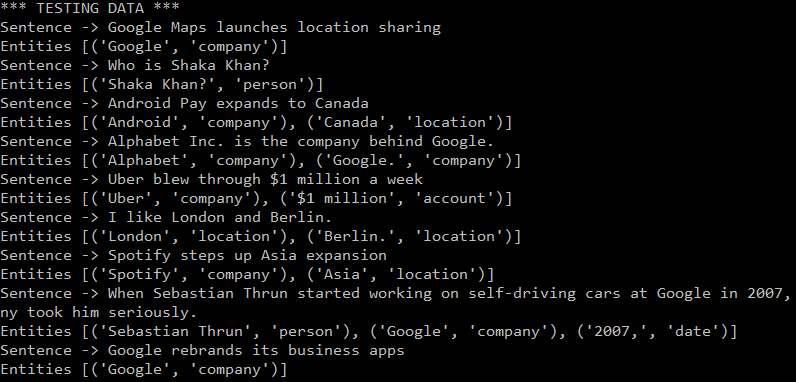 *** TESTING DATA ***
Sentence -> Google Maps launches location sharing
Entities [('Google', 'company')]
Sentence -> Who is Shaka Khan?
Entities [('Shaka Khan?', 'person')]
Sentence -> Android Pay expands to Canada
Entities [('Android', 'company'), ('Canada', 'location')]
Sentence -> Alphabet Inc. is the company behind Google.
Entities [('Alphabet', 'company'), ('Google.', 'company')]
Sentence -> Uber blew through $1 million a week
Entities [('Uber', 'company'), ('$1 million', 'account')]
Sentence -> I like London and Berlin.
Entities [('London', 'location'), ('Berlin.', 'location')]
Sentence -> Spotify steps up Asia expansion
Entities [('Spotify', 'company'), ('Asia', 'location')]
Sentence -> When Sebastian Thrun started working on self-driving cars at Google in 2007,
ny took him seriously.
Entities [('Sebastian Thrun', 'person'), ('Google', 'company'), ('2007,', 'date')]
Sentence -> Google rebrands its business apps
Entities [('Google', 'company')]